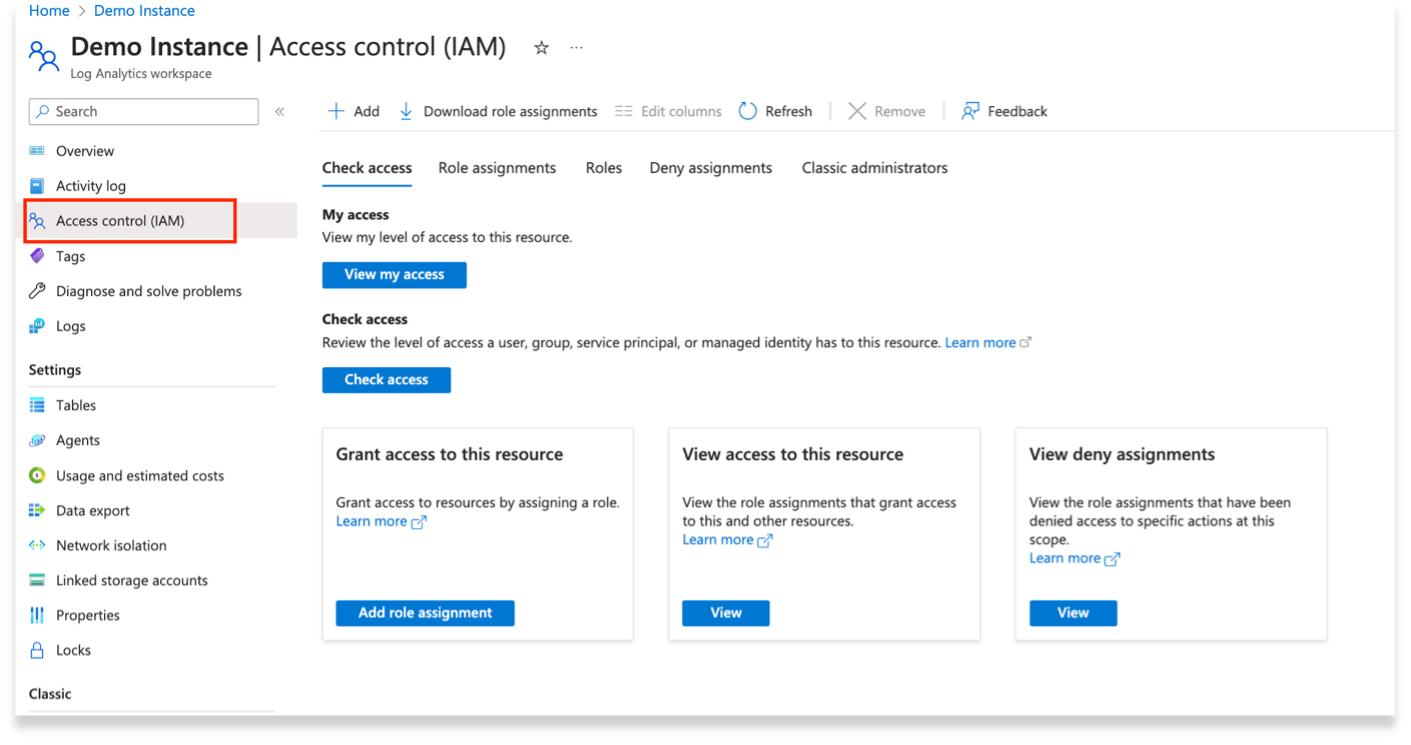 Home > Demo Instance
Demo Instance | Access control (IAM)
Log Analytics workspace
Search
Overview
Activity log
Access control (IAM)
Tags
Diagnose and solve problems
Logs
Settings
Tables
Agents
Usage and estimated costs
Data export
Network isolation
Linked storage accounts
Properties
Locks
Classic
Add Download role assignments Edit columns Refresh | Remove | Feedback
Check access Role assignments Roles Deny assignments Classic administrators
My access
View my level of access to this resource.
View my access
Check access
Review the level of access a user, group, service principal, or managed identity has to this resource. Learn more
Check access
Grant access to this resource
Grant access to resources by assigning a role.
Learn more
Add role assignment
View access to this resource
View the role assignments that grant access
to this and other resources.
Learn more
View
View deny assignments
View the role assignments that have been
denied access to specific actions at this
scope.
Learn more
View